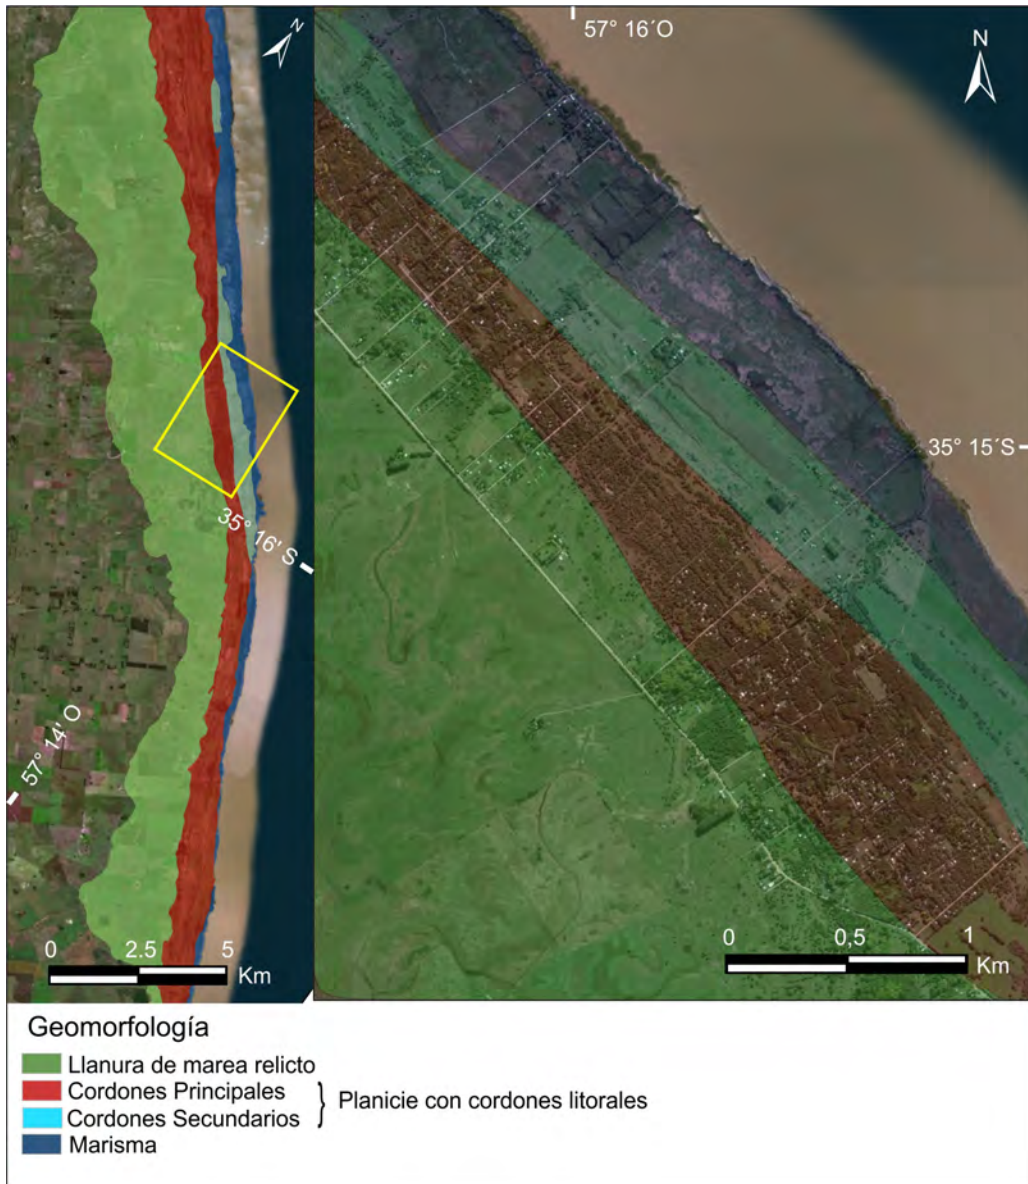 N
35° 16' S
57° 14' O
0 2.5 5
Km
57° 16´O
N
35° 15´S
0 0,5 1
Km
Geomorfología
Llanura de marea relicto
Cordones Principales
Cordones Secundarios
Planicie con cordones litorales
Marisma